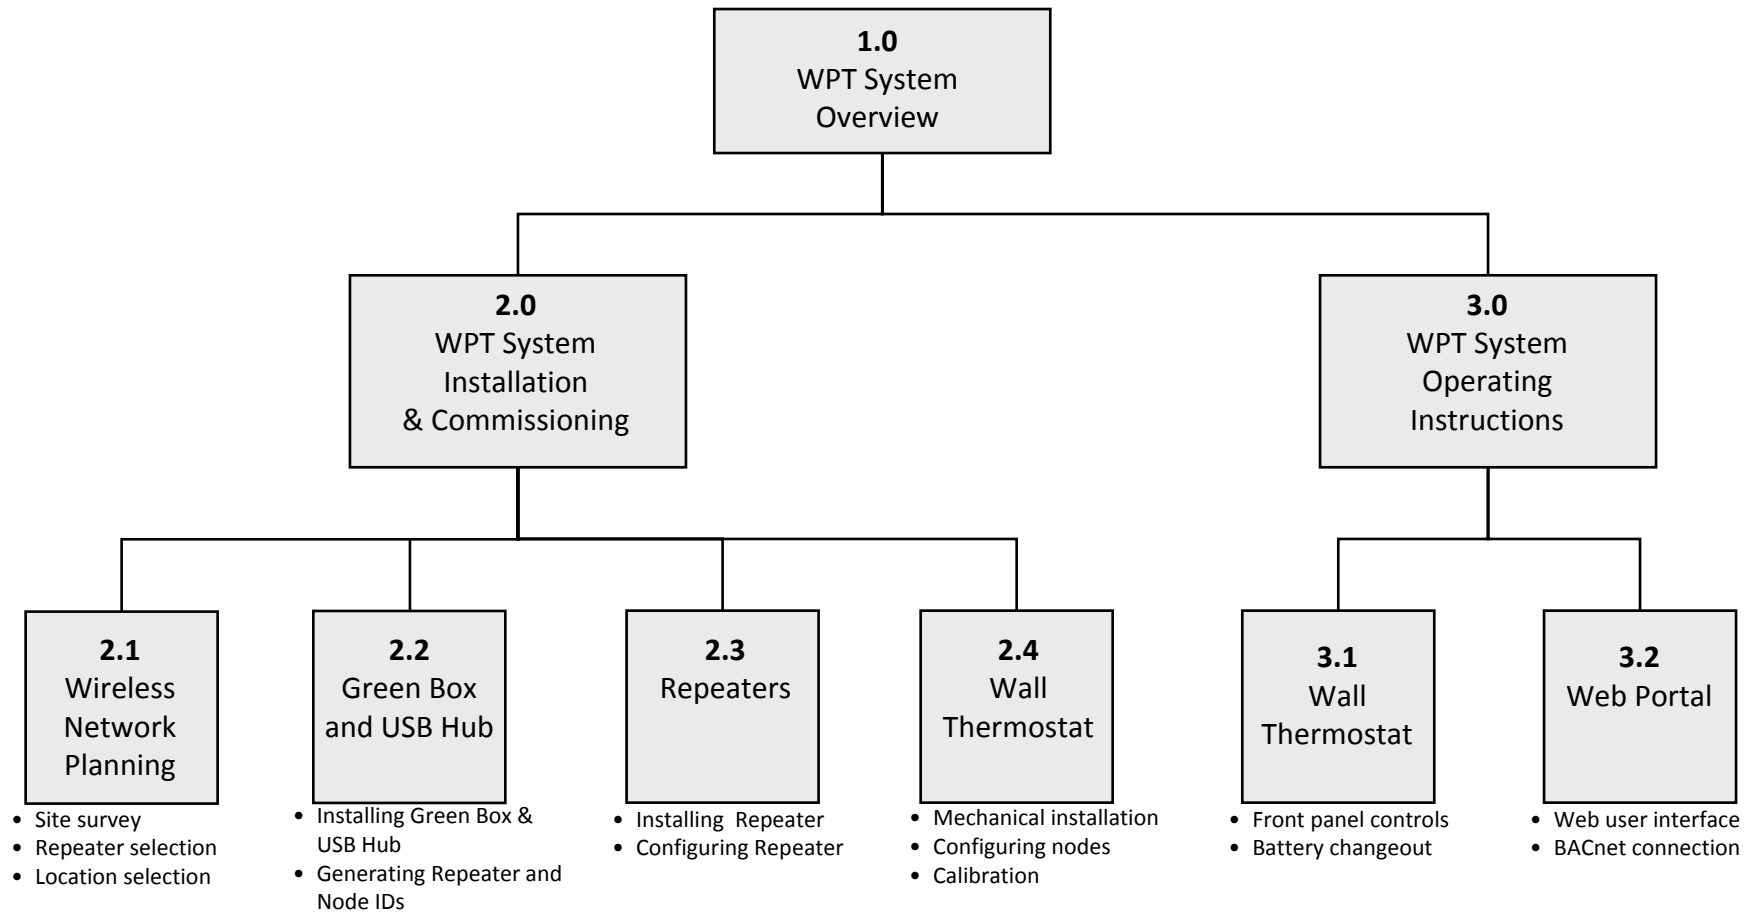 1.0
WPT System
Overview
2.0
WPT System
Installation
& Commissioning
3.0
WPT System
Operating
Instructions
2.1
Wireless
Network
Planning
• Site survey
• Repeater selection
• Location selection
2.2
Green Box
and USB Hub
• Installing Green Box &
USB Hub
• Generating Repeater and
Node IDs
2.3
Repeaters
• Installing Repeater
• Configuring Repeater
2.4
Wall
Thermostat
• Mechanical installation
• Configuring nodes
• Calibration
3.1
Wall
Thermostat
• Front panel controls
• Battery changeout
3.2
Web Portal
• Web user interface
• BACnet connection